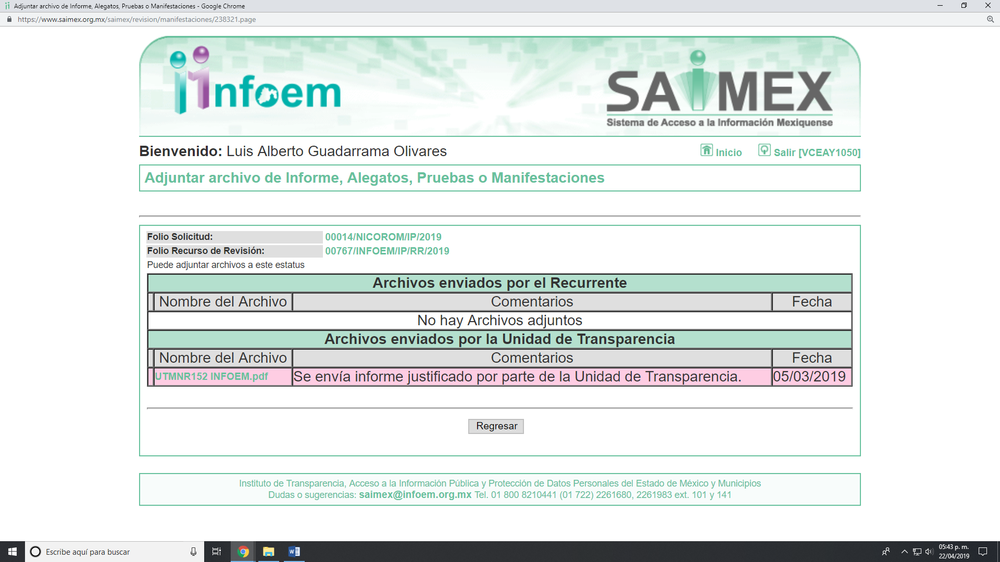 Adjuntar archivo de Informe, Alegatos, Pruebas o Manifestaciones - Google Chrome
https://www.saimex.org.mx/saimex/revision/manifestaciones/238321.page
infoem
SAIMEX
Sistema de Acceso a la Información Mexiquense
Bienvenido: Luis Alberto Guadarrama Olivares
Inicio Salir [VCEAY1050]
Adjuntar archivo de Informe, Alegatos, Pruebas o Manifestaciones
Folio Solicitud: 00014/NICOROM/IP/2019
Folio Recurso de Revisión: 00767/INFOEM/IP/RR/2019
Puede adjuntar archivos a este estatus
Archivos enviados por el Recurrente
Nombre del Archivo Comentarios Fecha
No hay Archivos adjuntos
Archivos enviados por la Unidad de Transparencia
Nombre del Archivo Comentarios Fecha
UTMNR152 INFOEM.pdf Se envía informe justificado por parte de la Unidad de Transparencia. 05/03/2019
Regresar
Instituto de Transparencia, Acceso a la Información Pública y Protección de Datos Personales del Estado de México y Municipios
Dudas o sugerencias: saimex@infoem.org.mx Tel. 01 800 8210441 (01 722) 2261680, 2261983 ext. 101 y 141
Escribe aquí para buscar
05:43 p. m.
22/04/2019